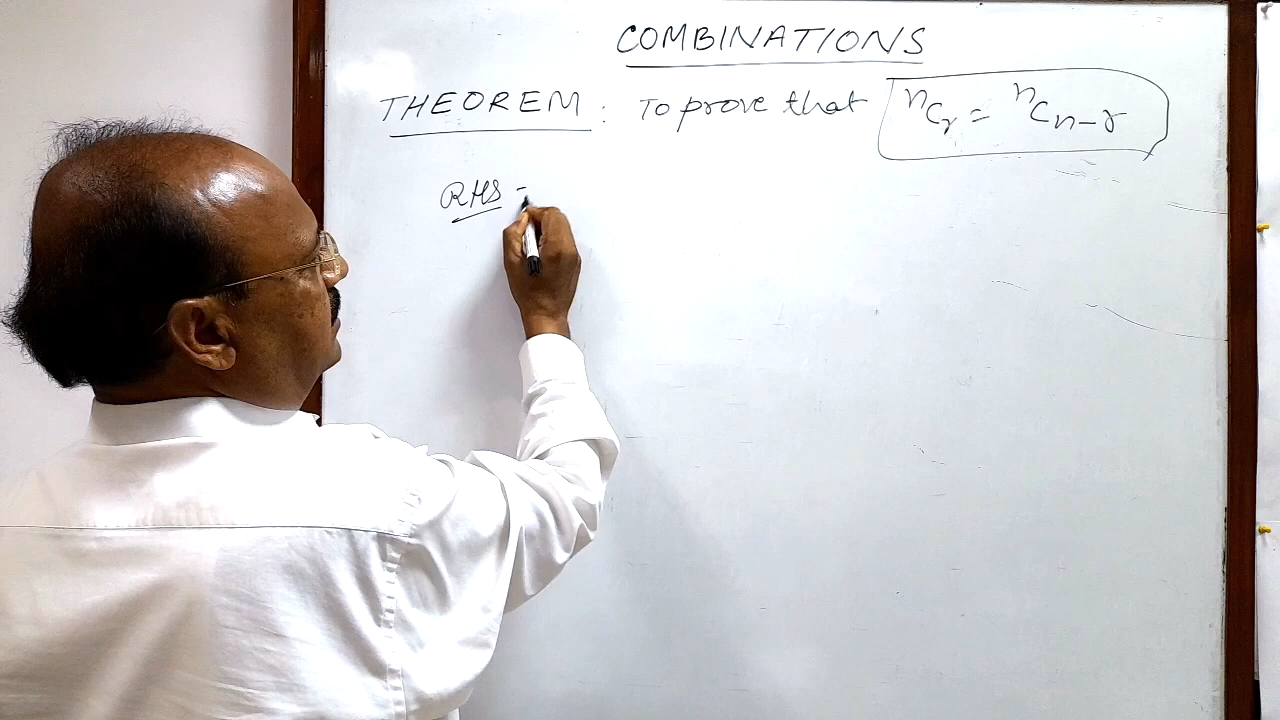 COMBINATIONS
THEOREM : To prove that ⁿCᵣ = ⁿCₙ₋ᵣ
RHS =